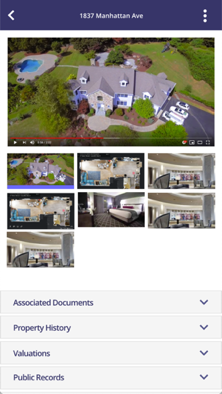 1837 Manhattan Ave
Associated Documents
Property History
Valuations
Public Records